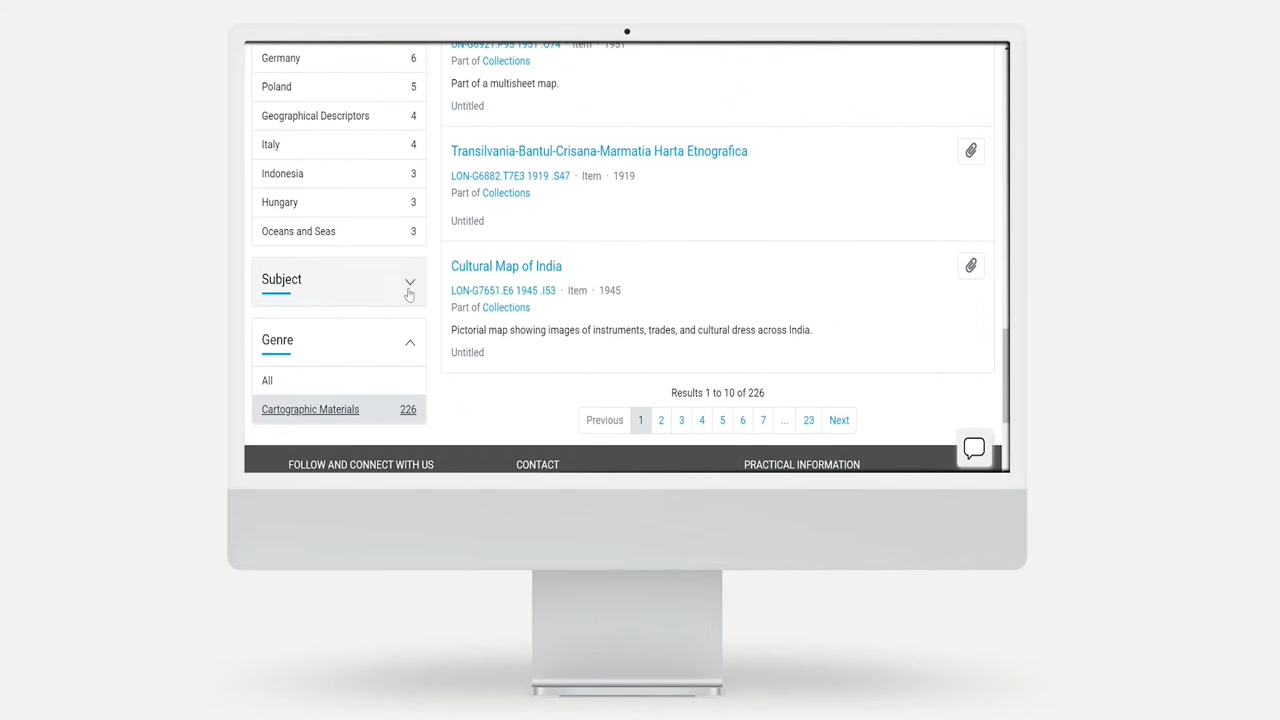 Germany 6
Poland 5
Geographical Descriptors 4
Italy 4
Indonesia 3
Hungary 3
Oceans and Seas 3
Subject
Genre
All
Cartographic Materials 226
Item · 1951
Part of Collections
Part of a multisheet map.
Untitled
Transilvania-Bantul-Crisana-Marmatia Harta Etnografica
LON-G6882.T7E3 1919 .S47 · Item · 1919
Part of Collections
Untitled
Cultural Map of India
LON-G7651.E6 1945 .I53 · Item · 1945
Part of Collections
Pictorial map showing images of instruments, trades, and cultural dress across India.
Untitled
Results 1 to 10 of 226
Previous 1 2 3 4 5 6 7 ... 23 Next
FOLLOW AND CONNECT WITH US
CONTACT
PRACTICAL INFORMATION